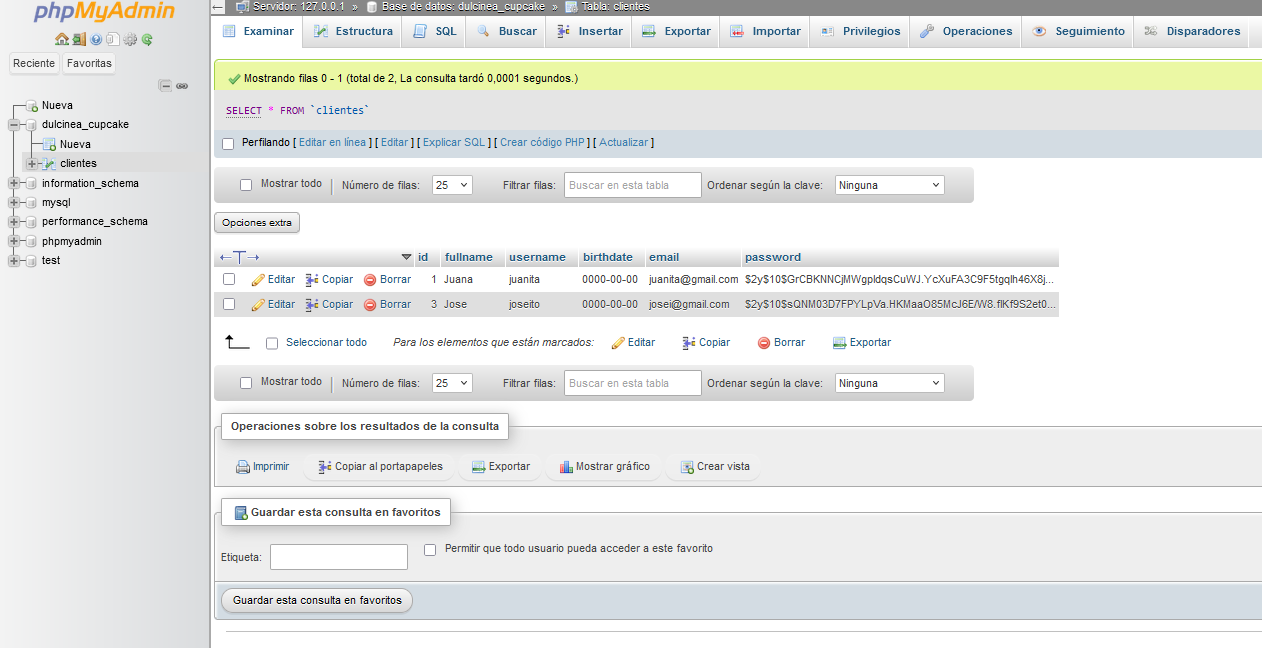 phpMyAdmin
Reciente Favoritas
Nueva
dulcinea_cupcake
Nueva
clientes
information_schema
mysql
performance_schema
phpmyadmin
test
Servidor: 127.0.0.1 » Base de datos: dulcinea_cupcake » Tabla: clientes
Examinar Estructura SQL Buscar Insertar Exportar Importar Privilegios Operaciones Seguimiento Disparadores
Mostrando filas 0 - 1 (total de 2, La consulta tardó 0,0001 segundos.)
SELECT * FROM `clientes`
Perfilando [ Editar en línea ] [ Editar ] [ Explicar SQL ] [ Crear código PHP ] [ Actualizar ]
Mostrar todo Número de filas: 25 Filtrar filas: Buscar en esta tabla Ordenar según la clave: Ninguna
Opciones extra
←T→ id fullname username birthdate email password
Editar Copiar Borrar 1 Juana juanita 0000-00-00 juanita@gmail.com $2y$10$GrCBKNNCjMWgpldqsCuWJ.YcXuFA3C9F5tgqlh46X8j...
Editar Copiar Borrar 3 Jose joseito 0000-00-00 josei@gmail.com $2y$10$sQNM03D7FPYLpVa.HKMaaO85McJ6E/W8.flKf9S2et0...
Seleccionar todo Para los elementos que están marcados: Editar Copiar Borrar Exportar
Mostrar todo Número de filas: 25 Filtrar filas: Buscar en esta tabla Ordenar según la clave: Ninguna
Operaciones sobre los resultados de la consulta
Imprimir Copiar al portapapeles Exportar Mostrar gráfico Crear vista
Guardar esta consulta en favoritos
Etiqueta: Permitir que todo usuario pueda acceder a este favorito
Guardar esta consulta en favoritos